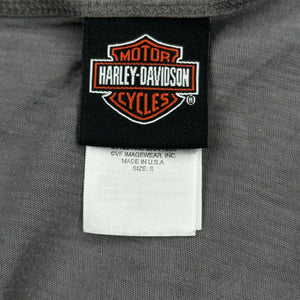 MOTOR
HARLEY-DAVIDSON
CYCLES
®
©VF IMAGEWEAR, INC.
MADE IN U.S.A.
SIZE: S